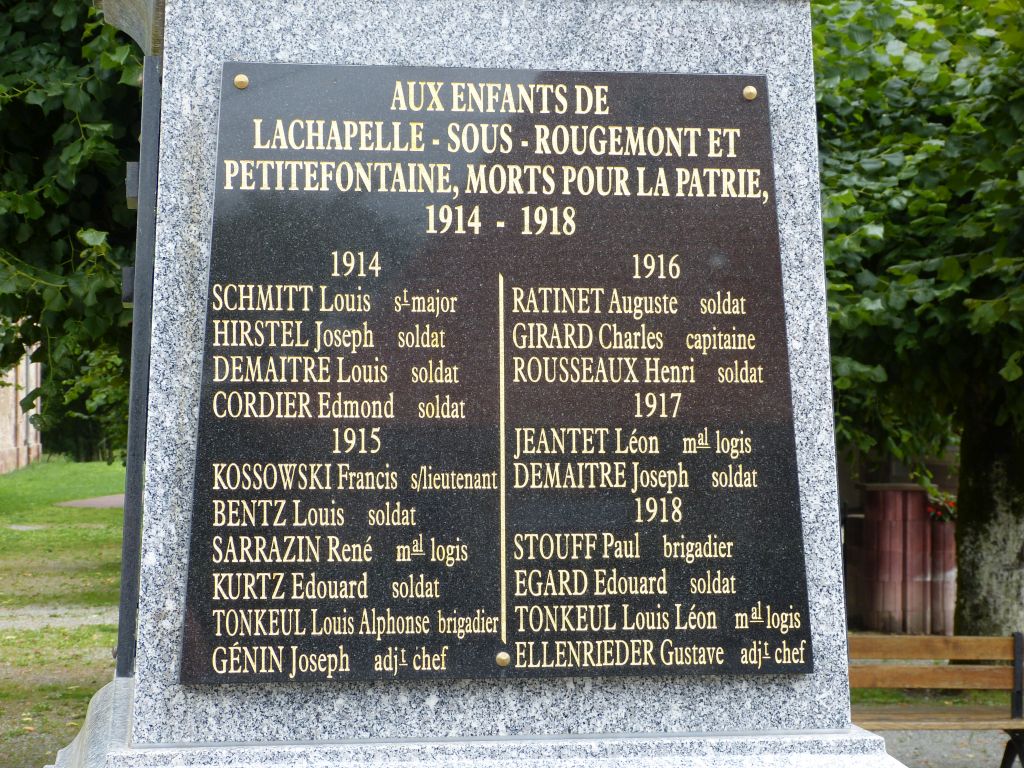 AUX ENFANTS DE
LACHAPELLE - SOUS - ROUGEMONT ET
PETITEFONTAINE, MORTS POUR LA PATRIE,
1914 - 1918
1914
SCHMITT Louis st major
HIRSTEL Joseph soldat
DEMAITRE Louis soldat
CORDIER Edmond soldat
1915
KOSSOWSKI Francis s/lieutenant
BENTZ Louis soldat
SARRAZIN René mal logis
KURTZ Edouard soldat
TONKEUL Louis Alphonse brigadier
GÉNIN Joseph adjt chef
1916
RATINET Auguste soldat
GIRARD Charles capitaine
ROUSSEAUX Henri soldat
1917
JEANTET Léon mal logis
DEMAITRE Joseph soldat
1918
STOUFF Paul brigadier
EGARD Edouard soldat
TONKEUL Louis Léon mal logis
ELLENRIEDER Gustave adjt chef